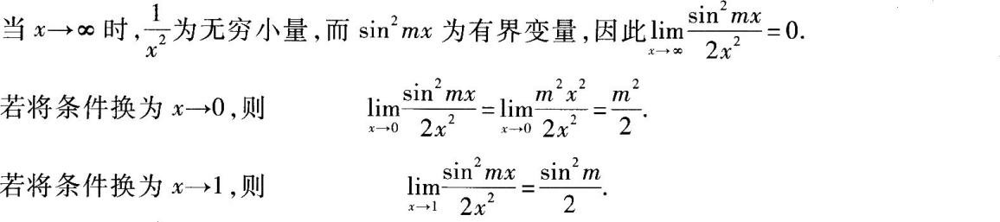 当 $x\to\infty$ 时,$\frac{1}{x^2}$为无穷小量,而 $\sin^2 mx$ 为有界变量,因此$\lim\limits_{x\to\infty}\frac{\sin^2 mx}{2x^2}=0.$
若将条件换为 $x\to 0$,则 $\lim\limits_{x\to 0}\frac{\sin^2 mx}{2x^2}=\lim\limits_{x\to 0}\frac{m^2x^2}{2x^2}=\frac{m^2}{2}.$
若将条件换为 $x\to 1$,则 $\lim\limits_{x\to 1}\frac{\sin^2 mx}{2x^2}=\frac{\sin^2 m}{2}.$